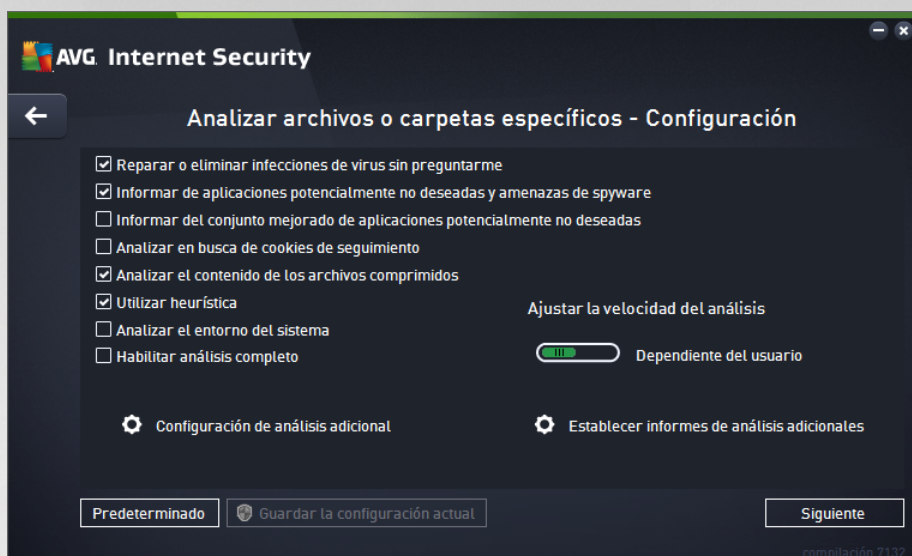 AVG. Internet Security
Analizar archivos o carpetas específicos - Configuración
Reparar o eliminar infecciones de virus sin preguntarme
Informar de aplicaciones potencialmente no deseadas y amenazas de spyware
Informar del conjunto mejorado de aplicaciones potencialmente no deseadas
Analizar en busca de cookies de seguimiento
Analizar el contenido de los archivos comprimidos
Utilizar heurística
Analizar el entorno del sistema
Habilitar análisis completo
Ajustar la velocidad del análisis
Dependiente del usuario
Configuración de análisis adicional
Establecer informes de análisis adicionales
Predeterminado
Guardar la configuración actual
Siguiente
compilación 7132